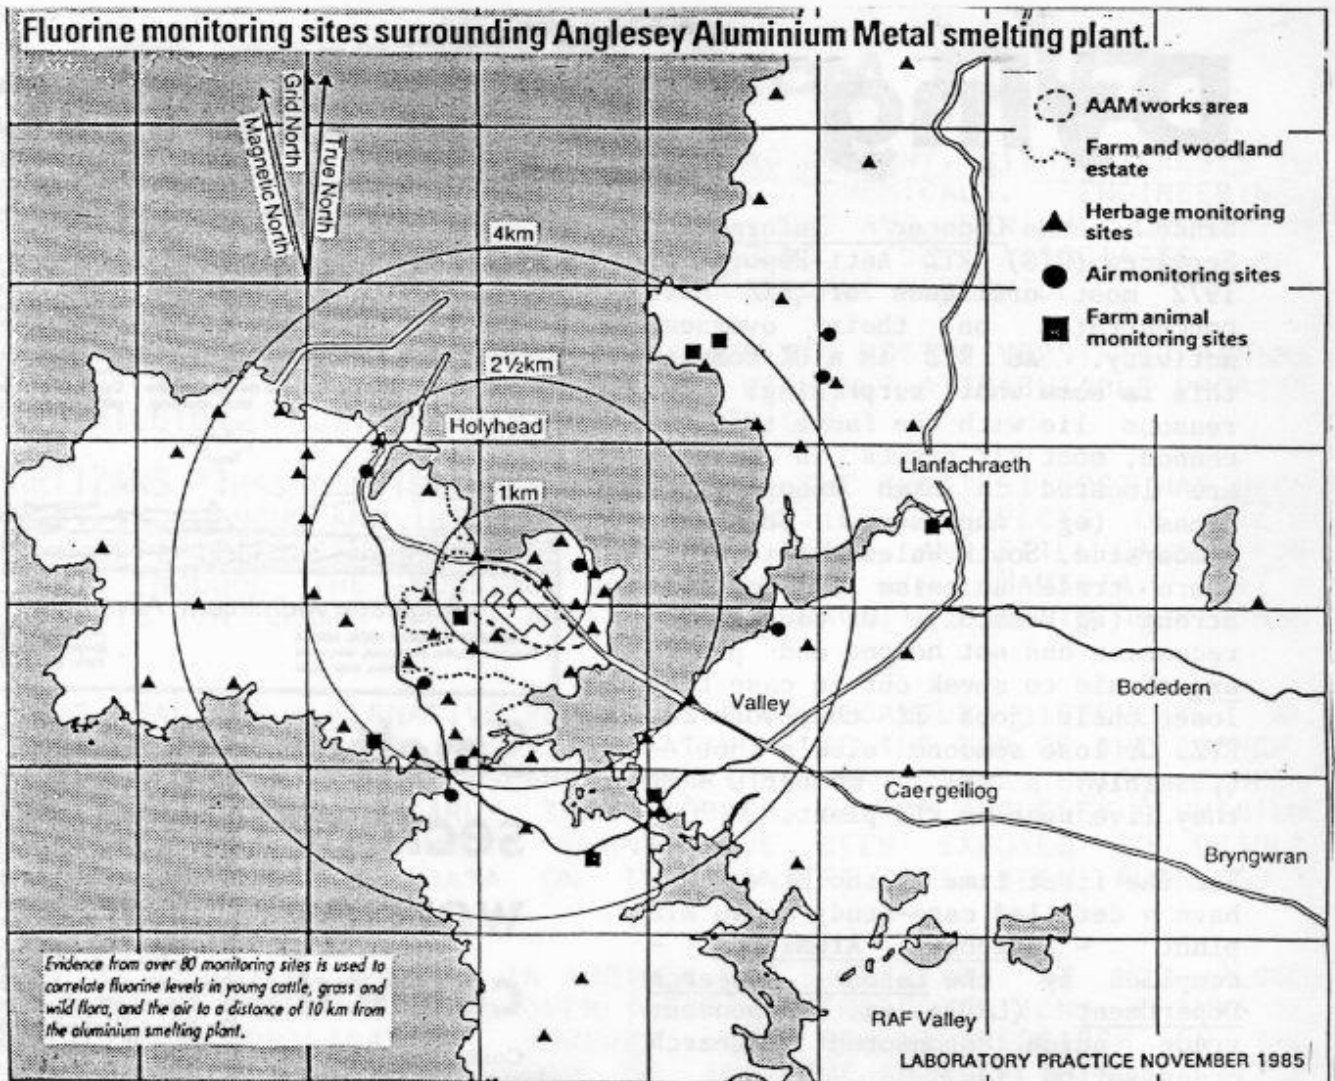 Fluorine monitoring sites surrounding Anglesey Aluminium Metal smelting plant.
Magnetic North
Grid North
True North
AAM works area
Farm and woodland
estate
Herbage monitoring
sites
Air monitoring sites
Farm animal
monitoring sites
4km
2½km
Holyhead
1km
Llanfachraeth
Bodedern
Valley
Caergeiliog
Bryngwran
RAF Valley
Evidence from over 80 monitoring sites is used to
correlate fluorine levels in young cattle, grass and
wild flora, and the air to a distance of 10 km from
the aluminium smelting plant.
LABORATORY PRACTICE NOVEMBER 1985